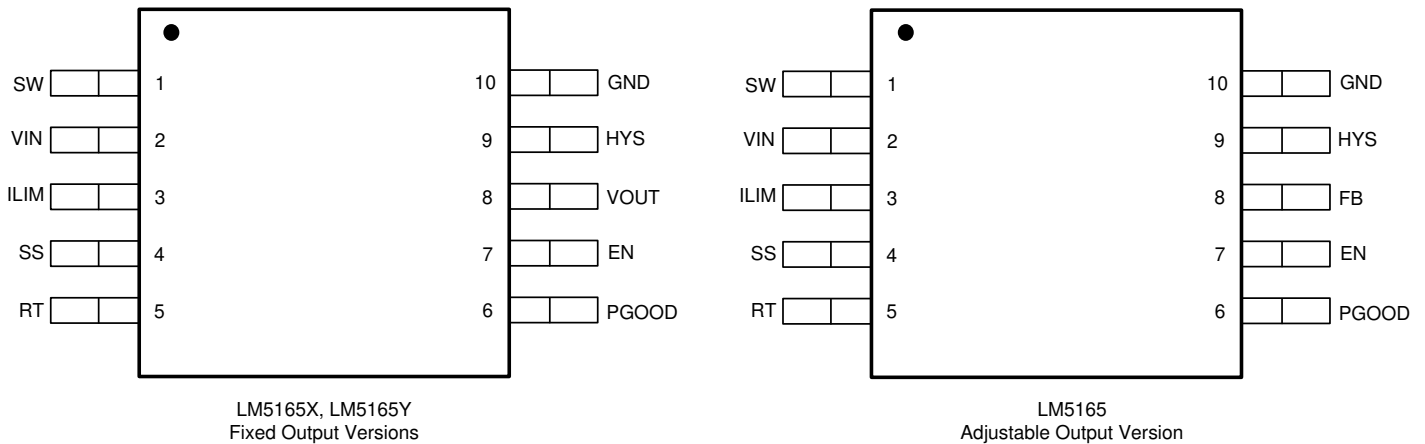 SW 1 10 GND
VIN 2 9 HYS
ILIM 3 8 VOUT
SS 4 7 EN
RT 5 6 PGOOD
LM5165X, LM5165Y
Fixed Output Versions
SW 1 10 GND
VIN 2 9 HYS
ILIM 3 8 FB
SS 4 7 EN
RT 5 6 PGOOD
LM5165
Adjustable Output Version